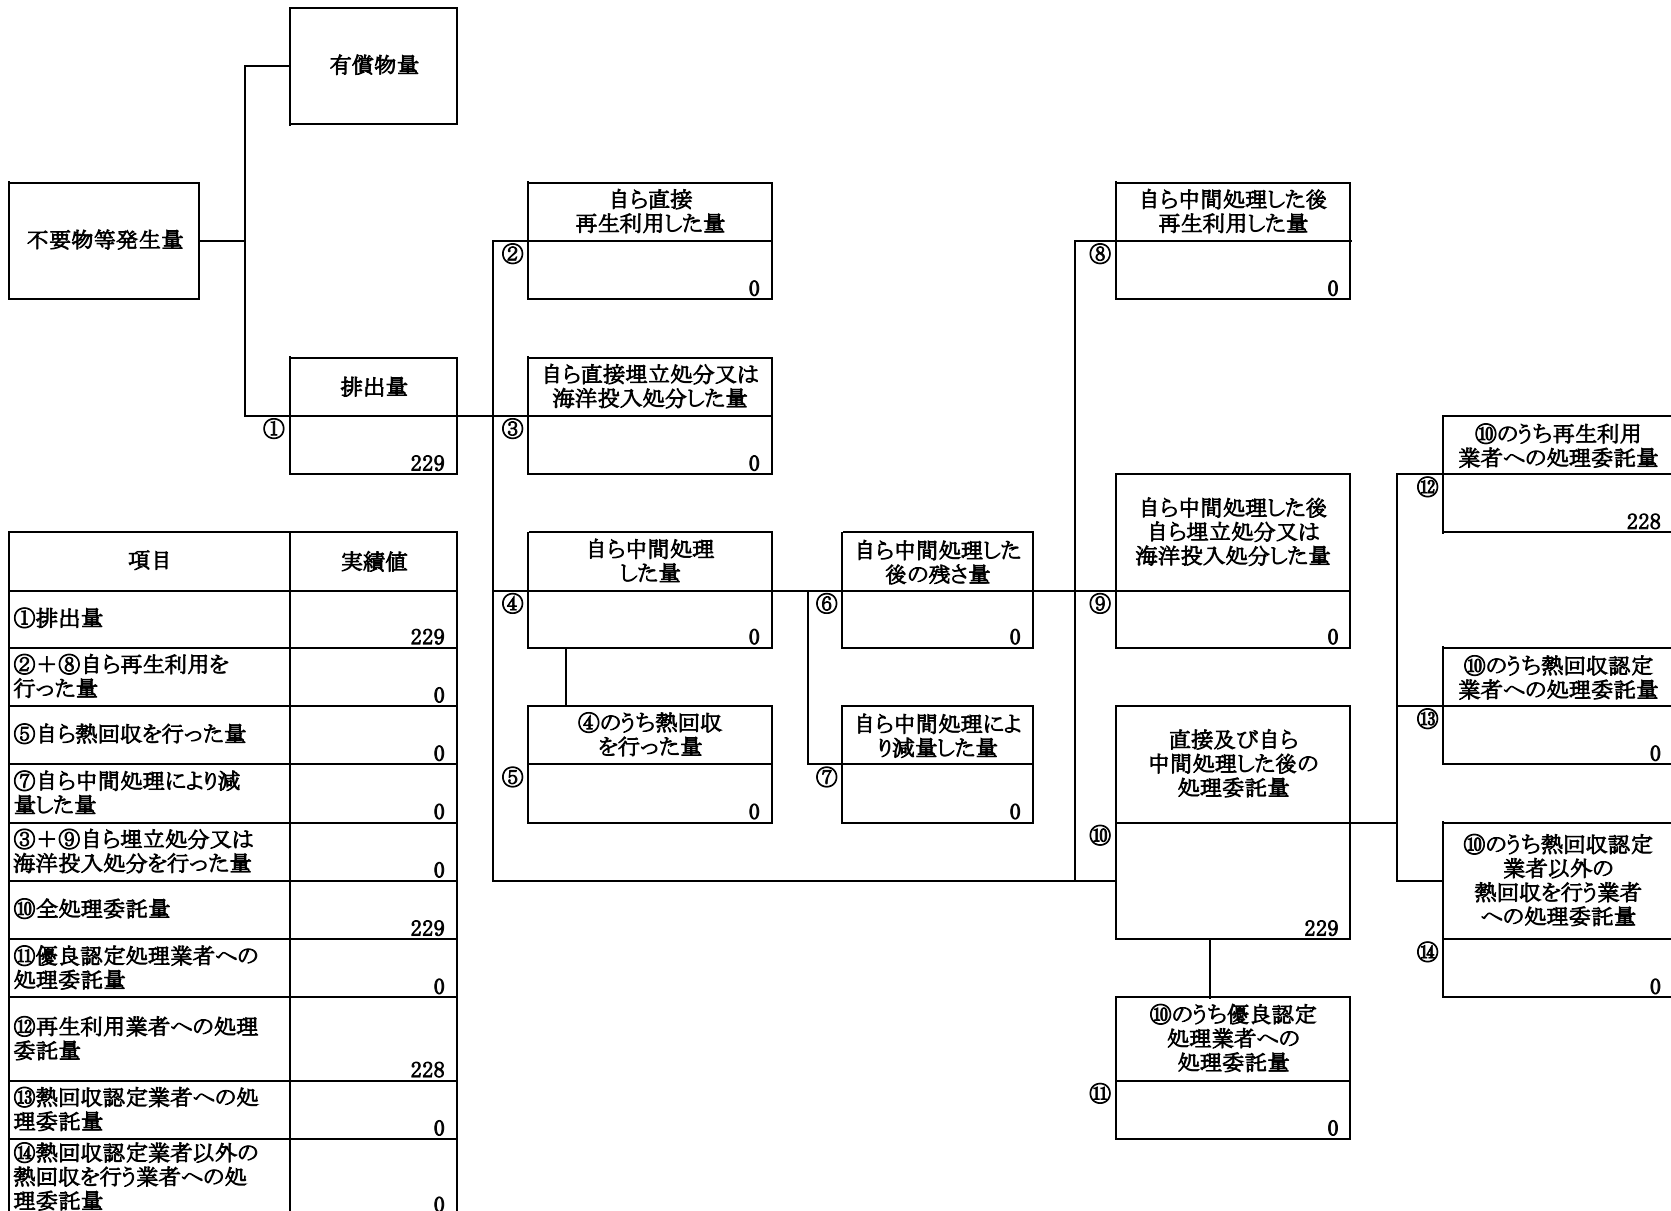 有償物量
不要物等発生量
自ら直接
再生利用した量
②
0
自ら中間処理した後
再生利用した量
⑧
0
排出量
①
229
自ら直接埋立処分又は
海洋投入処分した量
③
0
⑩のうち再生利用
業者への処理委託量
⑫
228
自ら中間処理
した量
④
0
自ら中間処理した
後の残さ量
⑥
0
自ら中間処理した後
自ら埋立処分又は
海洋投入処分した量
⑨
0
⑩のうち熱回収認定
業者への処理委託量
⑬
0
④のうち熱回収
を行った量
⑤
0
自ら中間処理によ
り減量した量
⑦
0
直接及び自ら
中間処理した後の
処理委託量
⑩
229
⑩のうち熱回収認定
業者以外の
熱回収を行う業者
への処理委託量
⑭
0
⑩のうち優良認定
処理業者への
処理委託量
⑪
0
項目 実績値
①排出量
229
②＋⑧自ら再生利用を
行った量
0
⑤自ら熱回収を行った量
0
⑦自ら中間処理により減
量した量
0
③＋⑨自ら埋立処分又は
海洋投入処分を行った量
0
⑩全処理委託量
229
⑪優良認定処理業者への
処理委託量
0
⑫再生利用業者への処理
委託量
228
⑬熱回収認定業者への処
理委託量
0
⑭熱回収認定業者以外の
熱回収を行う業者への処
理委託量
0